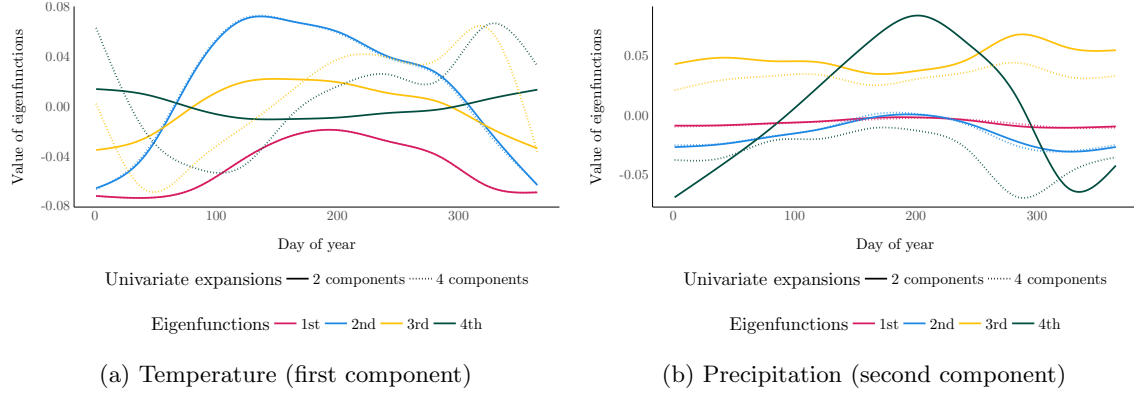 Value of eigenfunctions
0.08
0.04
0.00
-0.04
-0.08
0 100 200 300
Day of year
Univariate expansions 2 components 4 components
Eigenfunctions 1st 2nd 3rd 4th
(a) Temperature (first component)
Value of eigenfunctions
0.05
0.00
-0.05
0 100 200 300
Day of year
Univariate expansions 2 components 4 components
Eigenfunctions 1st 2nd 3rd 4th
(b) Precipitation (second component)